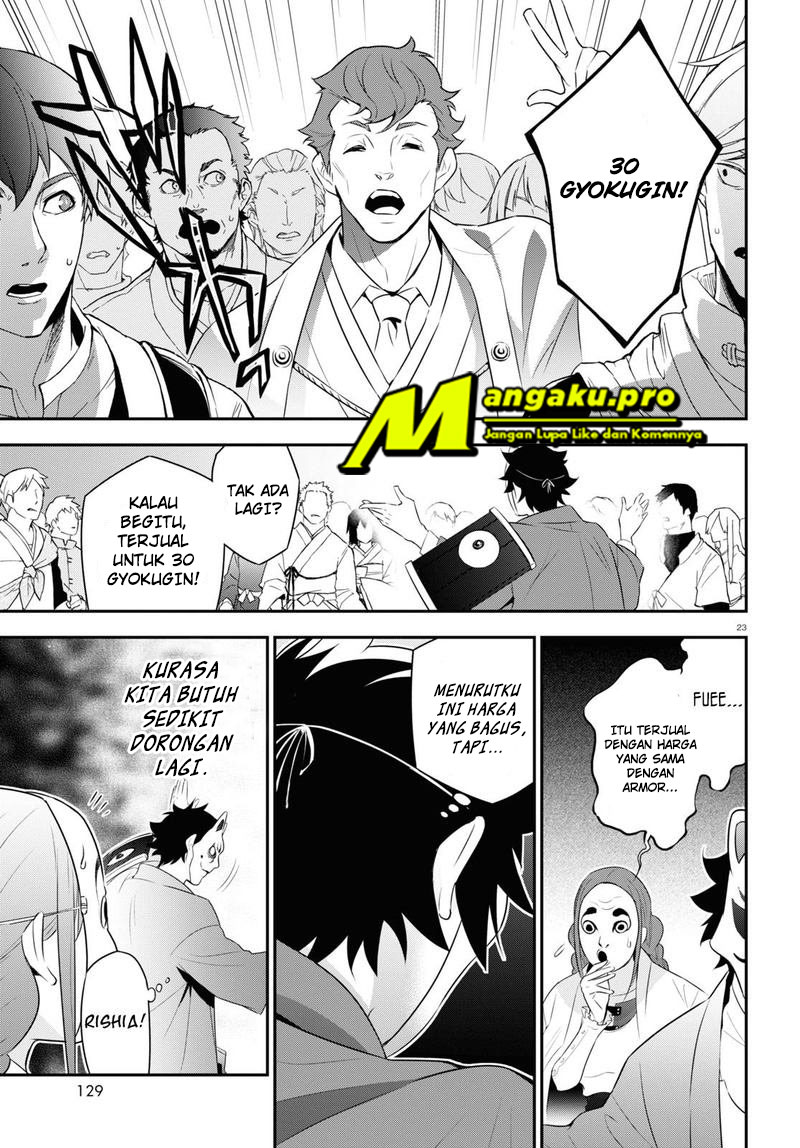 30
GYOKUGIN!
Mangaku.pro
Jangan Lupa Like dan Komennya
TAK ADA
LAGI?
KALAU
BEGITU,
TERJUAL
UNTUK 30
GYOKUGIN!
23
FUEE...
ITU TERJUAL
DENGAN HARGA
YANG SAMA
DENGAN
ARMOR...
MENURUTKU
INI HARGA
YANG BAGUS,
TAPI...
KURASA
KITA BUTUH
SEDIKIT
DORONGAN
LAGI.
RISHIA!
129